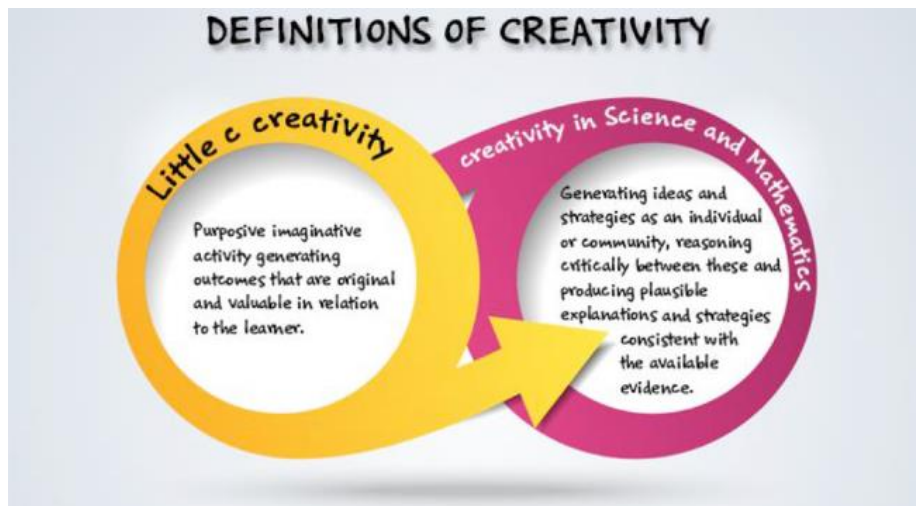 DEFINITIONS OF CREATIVITY
Little c creativity
Purposive imaginative
activity generating
outcomes that are original
and valuable in relation
to the learner.
creativity in Science and Mathematics
Generating ideas and
strategies as an individual
or community, reasoning
critically between these and
producing plausible
explanations and strategies
consistent with
the available
evidence.